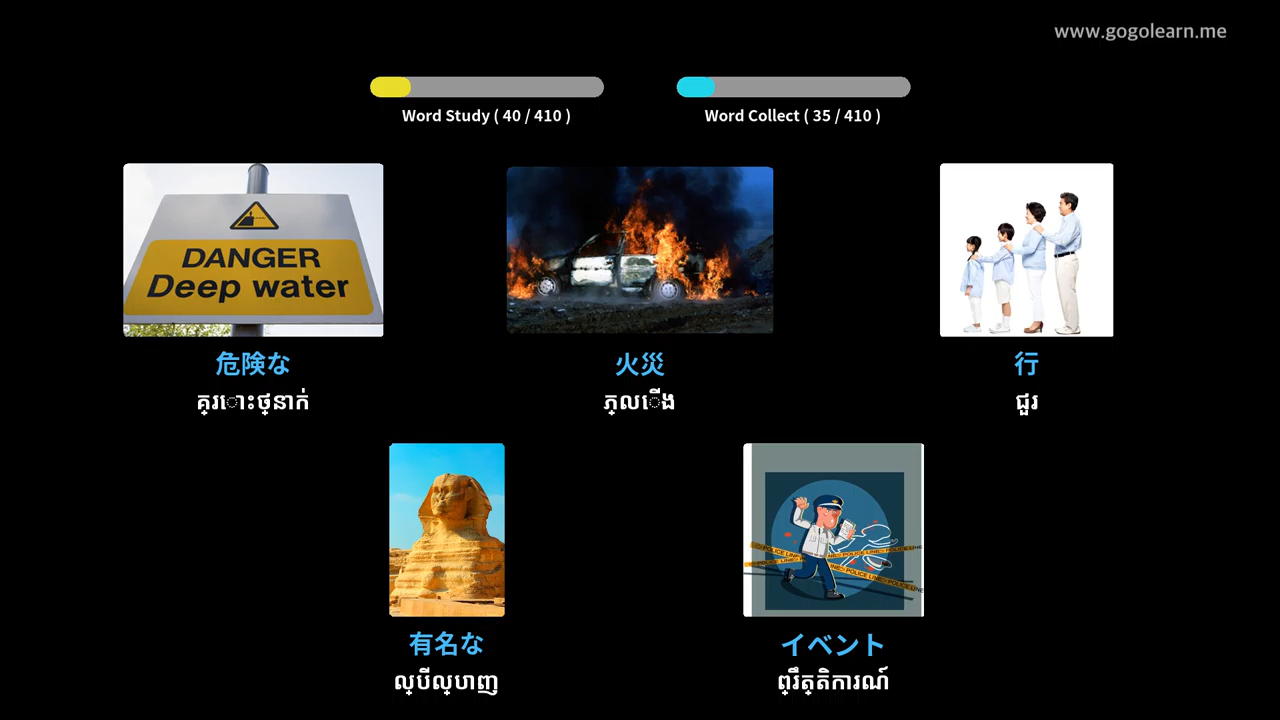 www.gogolearn.me
Word Study ( 40 / 410 )
Word Collect ( 35 / 410 )
DANGER
Deep water
危険な
គ្រោះថ្នាក់
火災
ភ្លើង
行
ជួរ
有名な
ល្បីល្បាញ
POLICE LINE
イベント
ព្រឹត្តិការណ៍